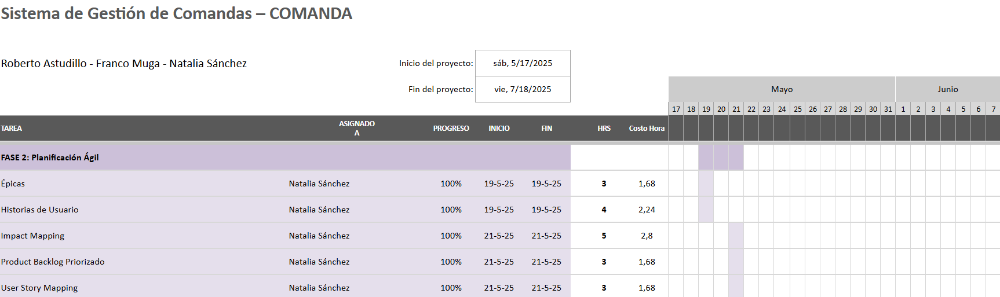 Sistema de Gestión de Comandas – COMANDA
Roberto Astudillo - Franco Muga - Natalia Sánchez
Inicio del proyecto: sáb, 5/17/2025
Fin del proyecto: vie, 7/18/2025
Mayo Junio
17 18 19 20 21 22 23 24 25 26 27 28 29 30 31 1 2 3 4 5 6 7
TAREA ASIGNADO A PROGRESO INICIO FIN HRS Costo Hora
FASE 2: Planificación Ágil
Épicas Natalia Sánchez 100% 19-5-25 19-5-25 3 1,68
Historias de Usuario Natalia Sánchez 100% 19-5-25 19-5-25 4 2,24
Impact Mapping Natalia Sánchez 100% 21-5-25 21-5-25 5 2,8
Product Backlog Priorizado Natalia Sánchez 100% 21-5-25 21-5-25 3 1,68
User Story Mapping Natalia Sánchez 100% 21-5-25 21-5-25 3 1,68